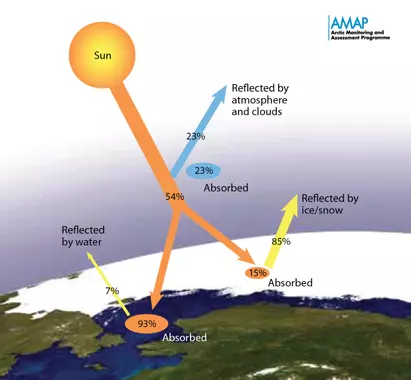 AMAP
Arctic Monitoring and
Assessment Programme
Sun
Reflected by
atmosphere
and clouds
23%
23%
Absorbed
54%
Reflected by
ice/snow
85%
15%
Absorbed
Reflected
by water
7%
93%
Absorbed